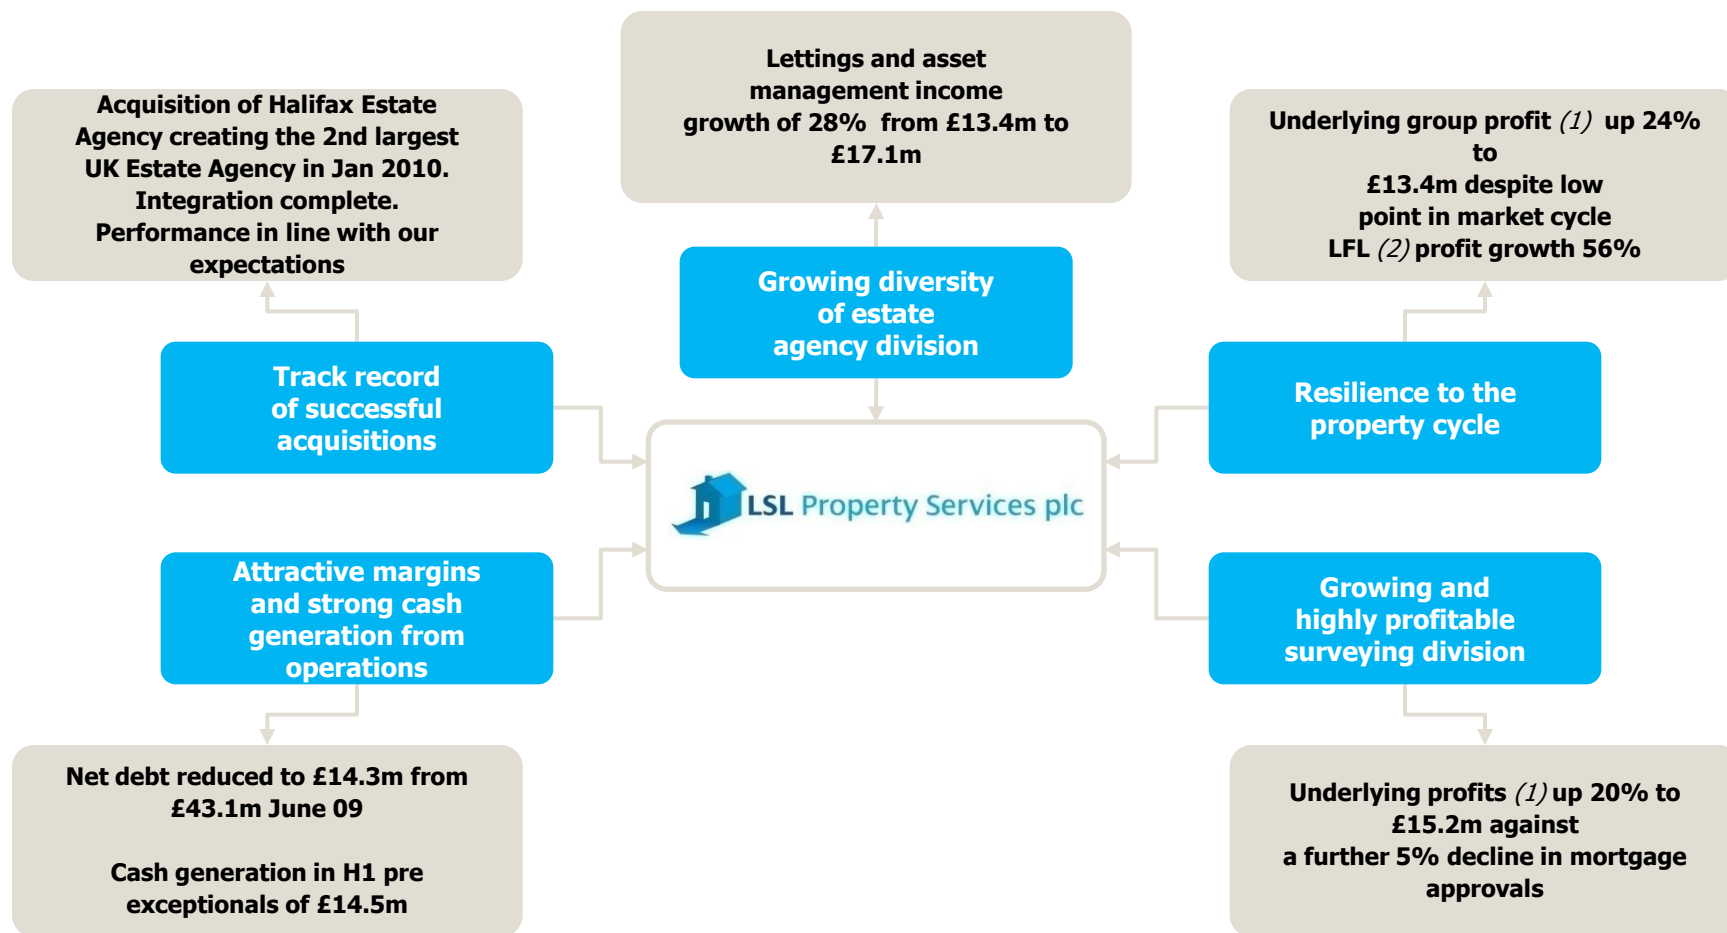 Lettings and asset
management income
growth of 28% from £13.4m to
£17.1m
Acquisition of Halifax Estate
Agency creating the 2nd largest
UK Estate Agency in Jan 2010.
Integration complete.
Performance in line with our
expectations
Underlying group profit (1) up 24%
to
£13.4m despite low
point in market cycle
LFL (2) profit growth 56%
Growing diversity
of estate
agency division
Track record
of successful
acquisitions
Resilience to the
property cycle
LSL Property Services plc
Attractive margins
and strong cash
generation from
operations
Growing and
highly profitable
surveying division
Net debt reduced to £14.3m from
£43.1m June 09
Cash generation in H1 pre
exceptionals of £14.5m
Underlying profits (1) up 20% to
£15.2m against
a further 5% decline in mortgage
approvals